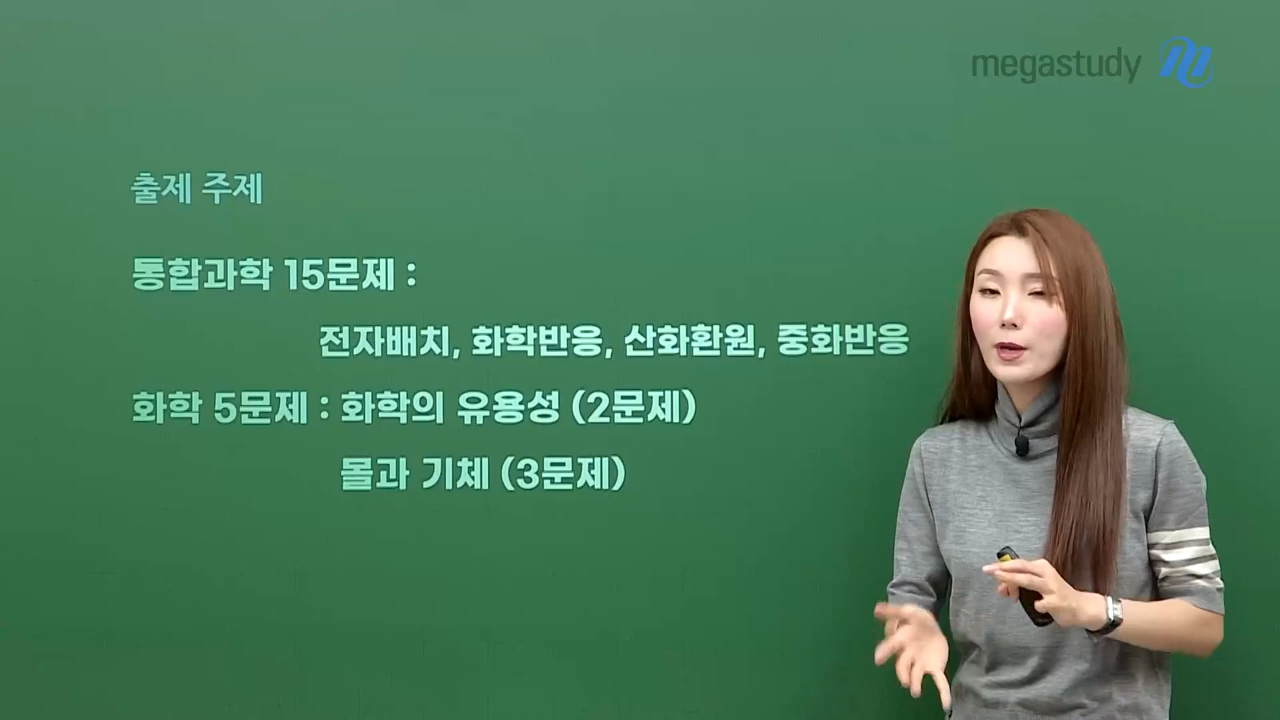 megastudy
출제 주제
통합과학 15문제 :
전자배치, 화학반응, 산화환원, 중화반응
화학 5문제 : 화학의 유용성 (2문제)
몰과 기체 (3문제)